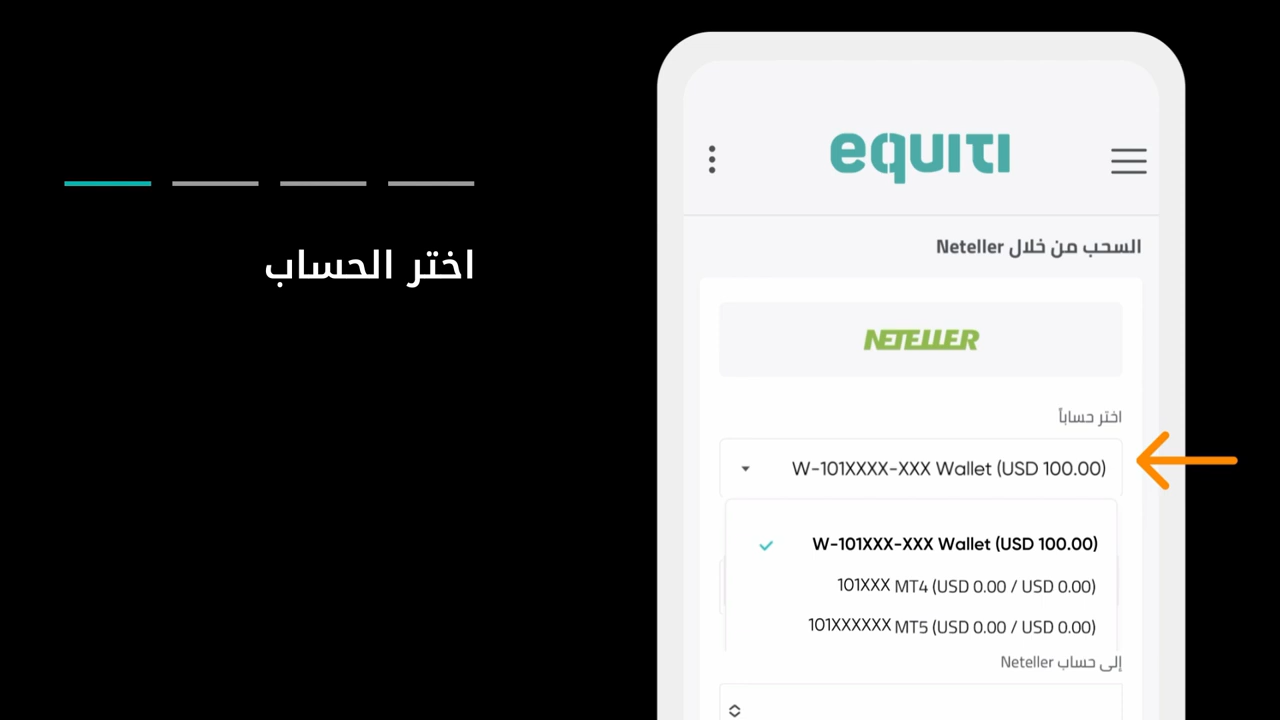 اختر الحساب
equiti
السحب من خلال Neteller
NETELLER
اختر حساباً
W-101XXXX-XXX Wallet (USD 100.00)
W-101XXX-XXX Wallet (USD 100.00)
101XXX MT4 (USD 0.00 / USD 0.00)
101XXXXXX MT5 (USD 0.00 / USD 0.00)
إلى حساب Neteller